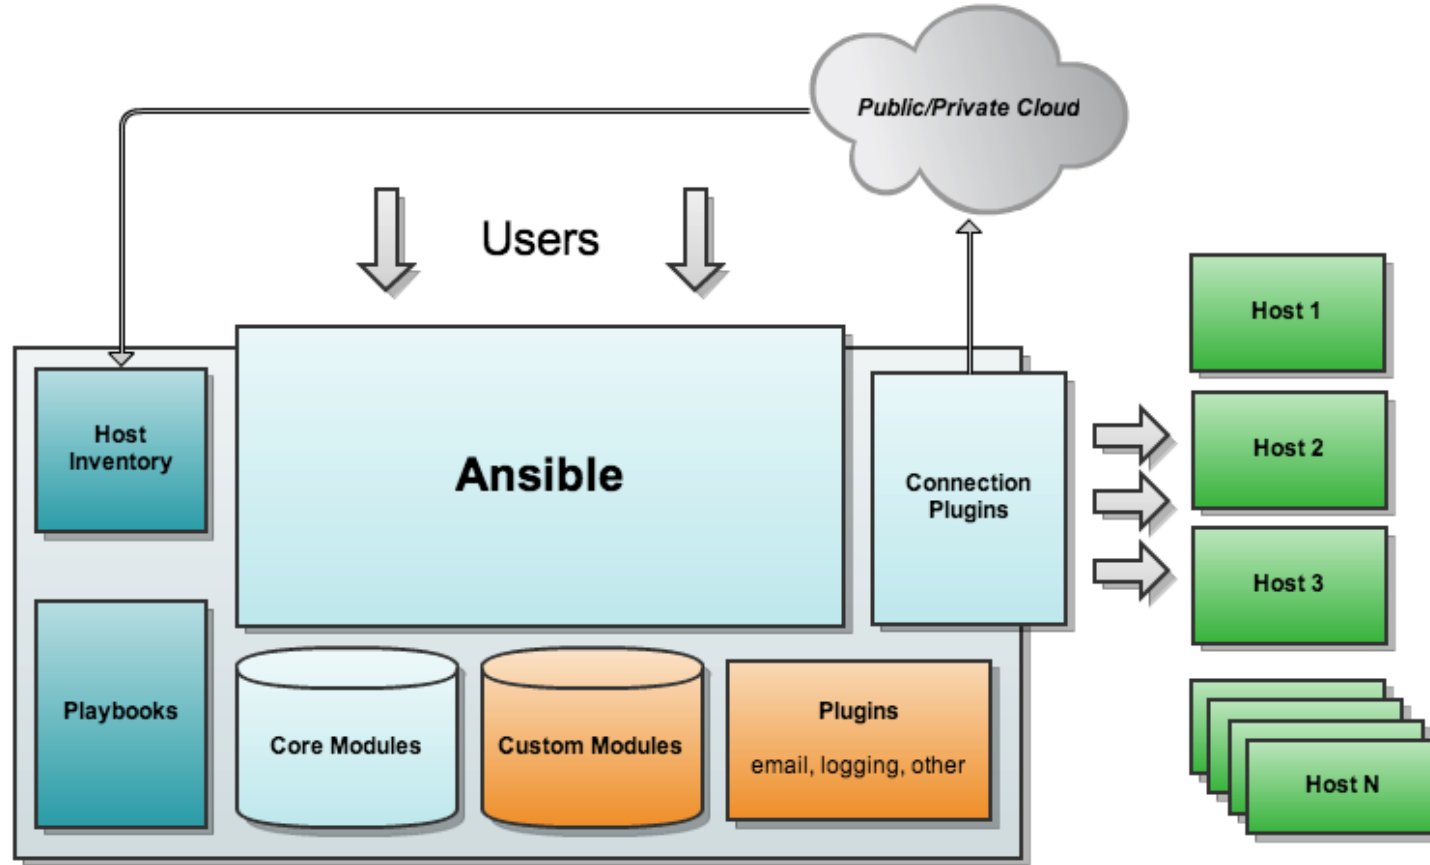 Public/Private Cloud
Users
Host 1
Host
Inventory
Ansible
Connection
Plugins
Host 2
Host 3
Playbooks
Core Modules
Custom Modules
Plugins
email, logging, other
Host N